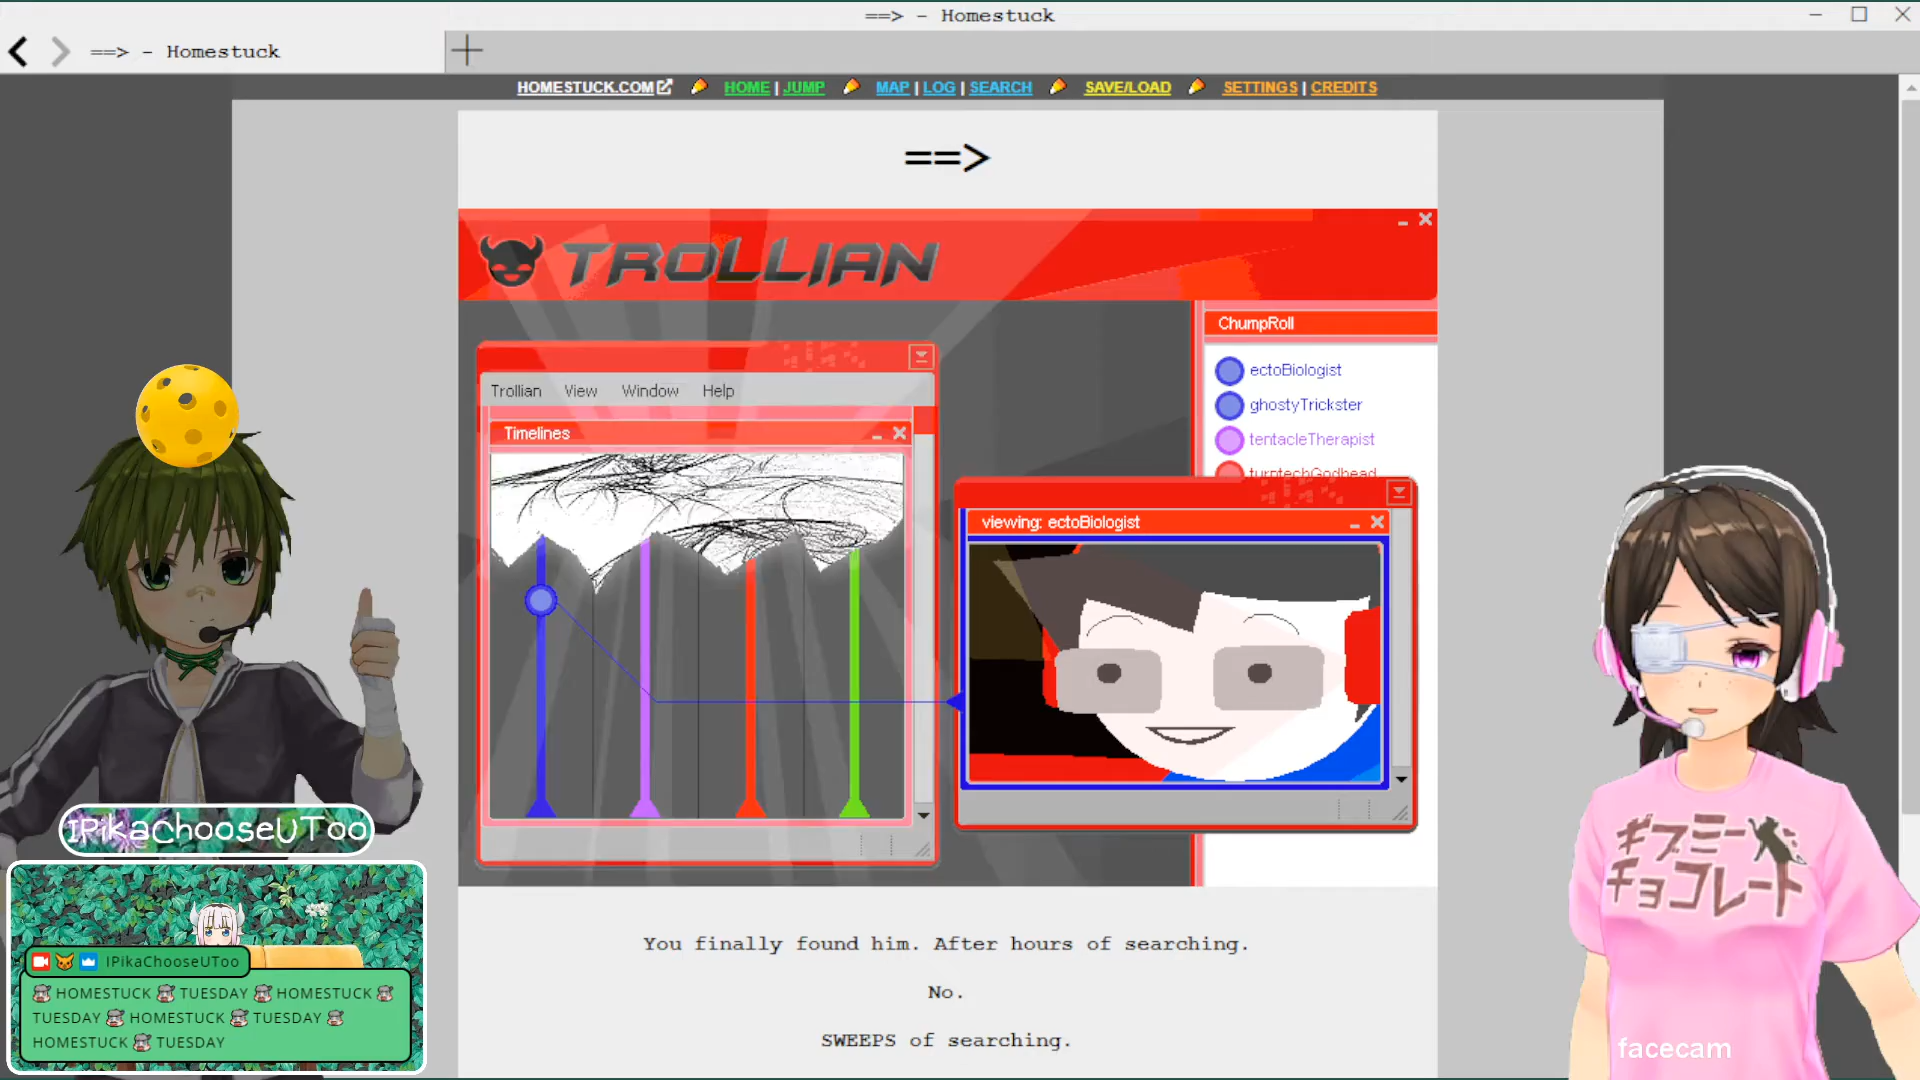 ==> - Homestuck
==> - Homestuck
HOMESTUCK.COM HOME | JUMP MAP | LOG | SEARCH SAVE/LOAD SETTINGS | CREDITS
==>
TROLLIAN
ChumpRoll
ectoBiologist
ghostyTrickster
tentacleTherapist
turntechGodhead
Trollian View Window Help
Timelines
viewing: ectoBiologist
You finally found him. After hours of searching.
No.
SWEEPS of searching.
IPikachooseUToo
IPikaChooseUToo
HOMESTUCK TUESDAY HOMESTUCK
TUESDAY HOMESTUCK TUESDAY
HOMESTUCK TUESDAY
ギブミー
チョコレート
facecam